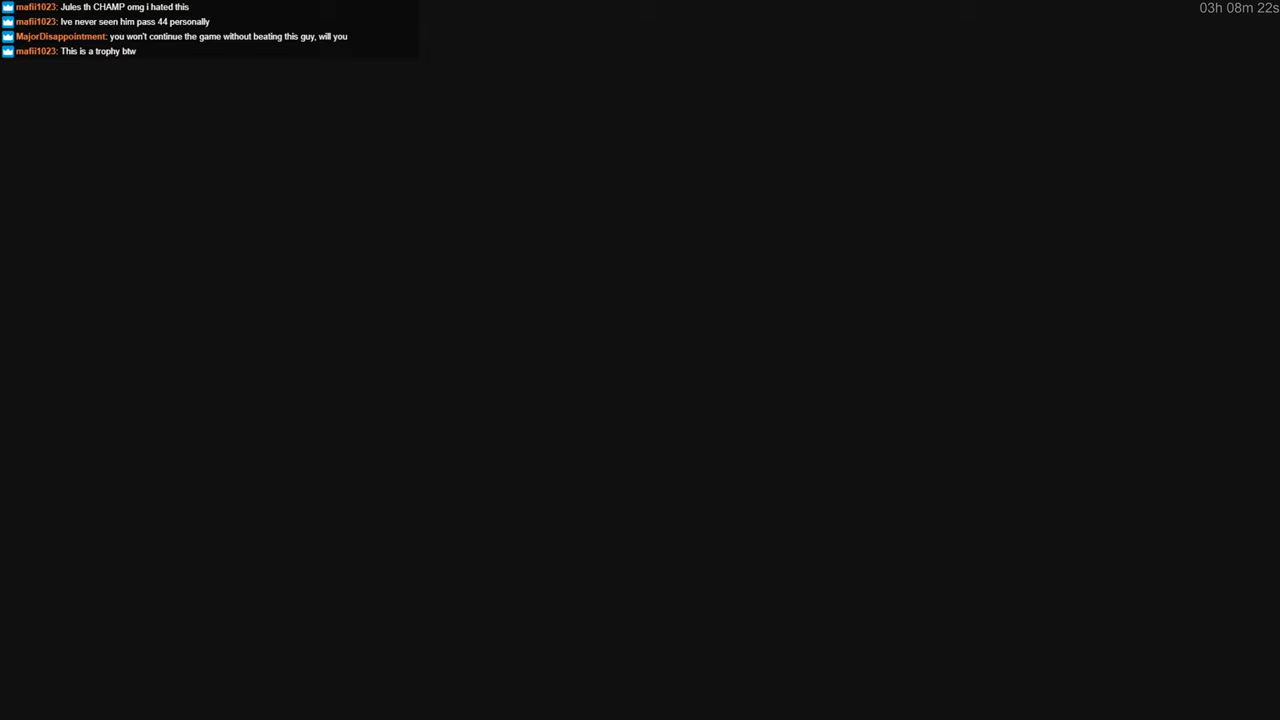 mafii1023: Jules th CHAMP omg i hated this
mafii1023: Ive never seen him pass 44 personally
MajorDisappointment: you won't continue the game without beating this guy, will you
mafii1023: This is a trophy btw
03h 08m 22s